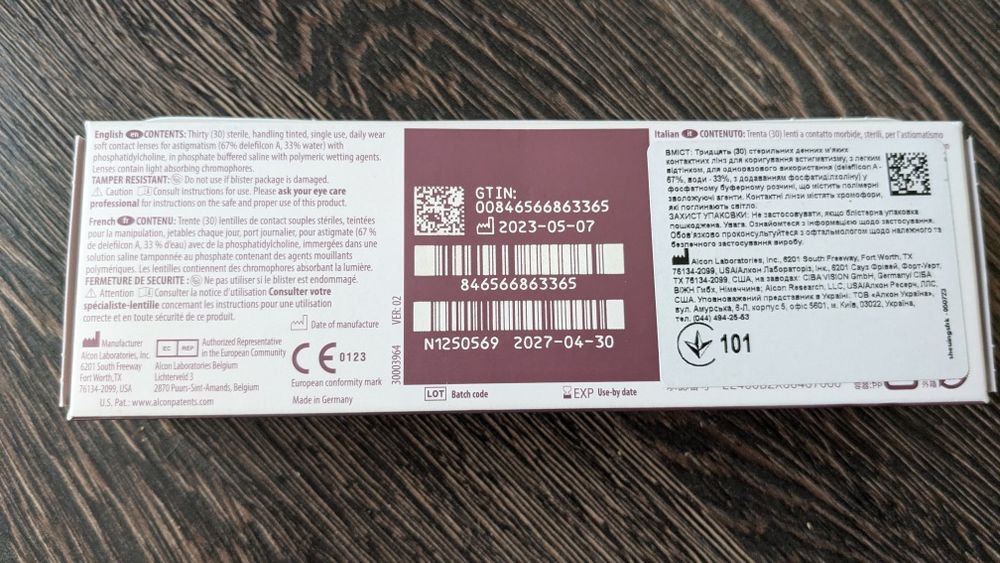 English en CONTENTS: Thirty (30) sterile, handling tinted, single use, daily wear
soft contact lenses for astigmatism (67% delefilcon A, 33% water) with
phosphatidylcholine, in phosphate buffered saline with polymeric wetting agents.
Lenses contain light absorbing chromophores.
TAMPER RESISTANT: Do not use if blister package is damaged.
Caution Consult instructions for use. Please ask your eye care
professional for instructions on the safe and proper use of this product.
French fr CONTENU: Trente (30) lentilles de contact souples stériles, teintées
pour la manipulation, jetables chaque jour, port journalier, pour astigmate (67 %
de delefilcon A, 33 % d'eau) avec de la phosphatidylcholine, immergées dans une
solution saline tamponnée au phosphate contenant des agents mouillants
polymériques. Les lentilles contiennent des chromophores absorbant la lumière.
FERMETURE DE SECURITE : Ne pas utiliser si le blister est endommagé.
Attention Consulter la notice d'utilisation Consulter votre
spécialiste-lentille concernant les instructions pour une utilisation
correcte et en toute sécurité de ce produit.
Date of manufacture
Manufacturer
Alcon Laboratories, Inc.
6201 South Freeway
Fort Worth, TX
76134-2099, USA
EC REP Authorized Representative
in the European Community
Alcon Laboratories Belgium
Lichterveld 3
2870 Puurs-Sint-Amands, Belgium
CE 0123
European conformity mark
U.S. Pat.: www.alconpatents.com
Made in Germany
30003964 VER: 02
GTIN:
00846566863365
2023-05-07
846566863365
N1250569 2027-04-30
LOT Batch code
EXP Use-by date
Italian it CONTENUTO: Trenta (30) lenti a contatto morbide, sterili, per l'astigmatismo
ВМІСТ: Тридцять (30) стерильних денних м'яких
контактних лінз для коригування астигматизму, з легким
відтінком, для одноразового використання (delefilcon A -
67%, води - 33%, з додаванням фосфатиділхоліну) у
фосфатному буферному розчині, що містить полімерні
зволожуючі агенти. Контактні лінзи містять хромофори,
які поглинають світло.
ЗАХИСТ УПАКОВКИ: Не застосовувати, якщо блістерна упаковка
пошкоджена. Увага. Ознайомтеся з інформацією щодо застосування.
Обов'язково проконсультуйтеся з офтальмологом щодо належного та
безпечного застосування виробу.
Alcon Laboratories, Inc., 6201 South Freeway, Fort Worth, TX
76134-2099, USA/Алкон Лабораторіз, Інк., 6201 Сауз Фрівей, Форт-Уерт,
ТХ 76134-2099, США, на заводах: CIBA VISION GmbH, Germany/ СІБА
ВІЖН Гмбх, Німеччина; Alcon Research, LLC, USA/Алкон Ресерч, ЛЛС,
США. Уповноважений представник в Україні: ТОВ «Алкон Україна»,
вул. Амурська, 6-Л, корпус 5, офіс 5601, м. Київ, 03022, Україна,
тел. (044) 494-25-63
101
050723